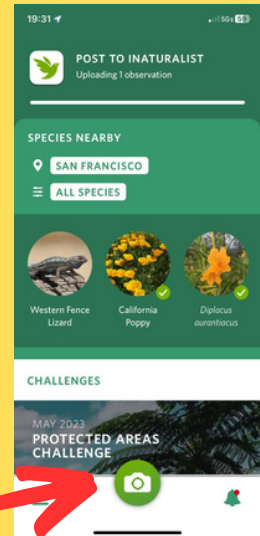 19:31
5G 59
POST TO INATURALIST
Uploading 1 observation
SPECIES NEARBY
SAN FRANCISCO
ALL SPECIES
Western Fence
Lizard
California
Poppy
Diplacus
aurantiacus
CHALLENGES
MAY 2023
PROTECTED AREAS
CHALLENGE